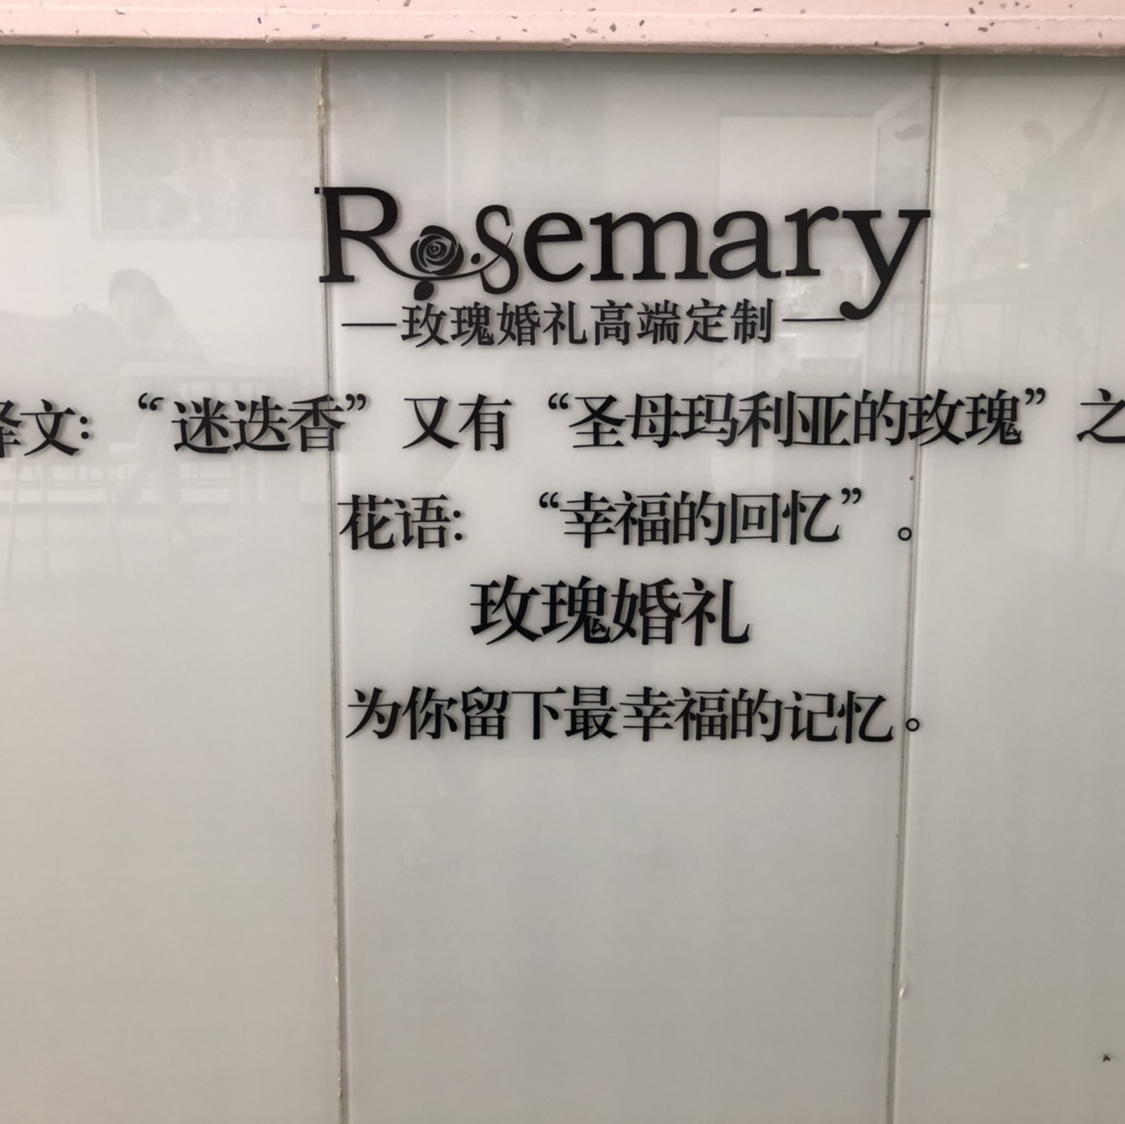 Rosemary
—玫瑰婚礼高端定制—
译文:“迷迭香”又有“圣母玛利亚的玫瑰”之
花语:“幸福的回忆”。
玫瑰婚礼
为你留下最幸福的记忆。